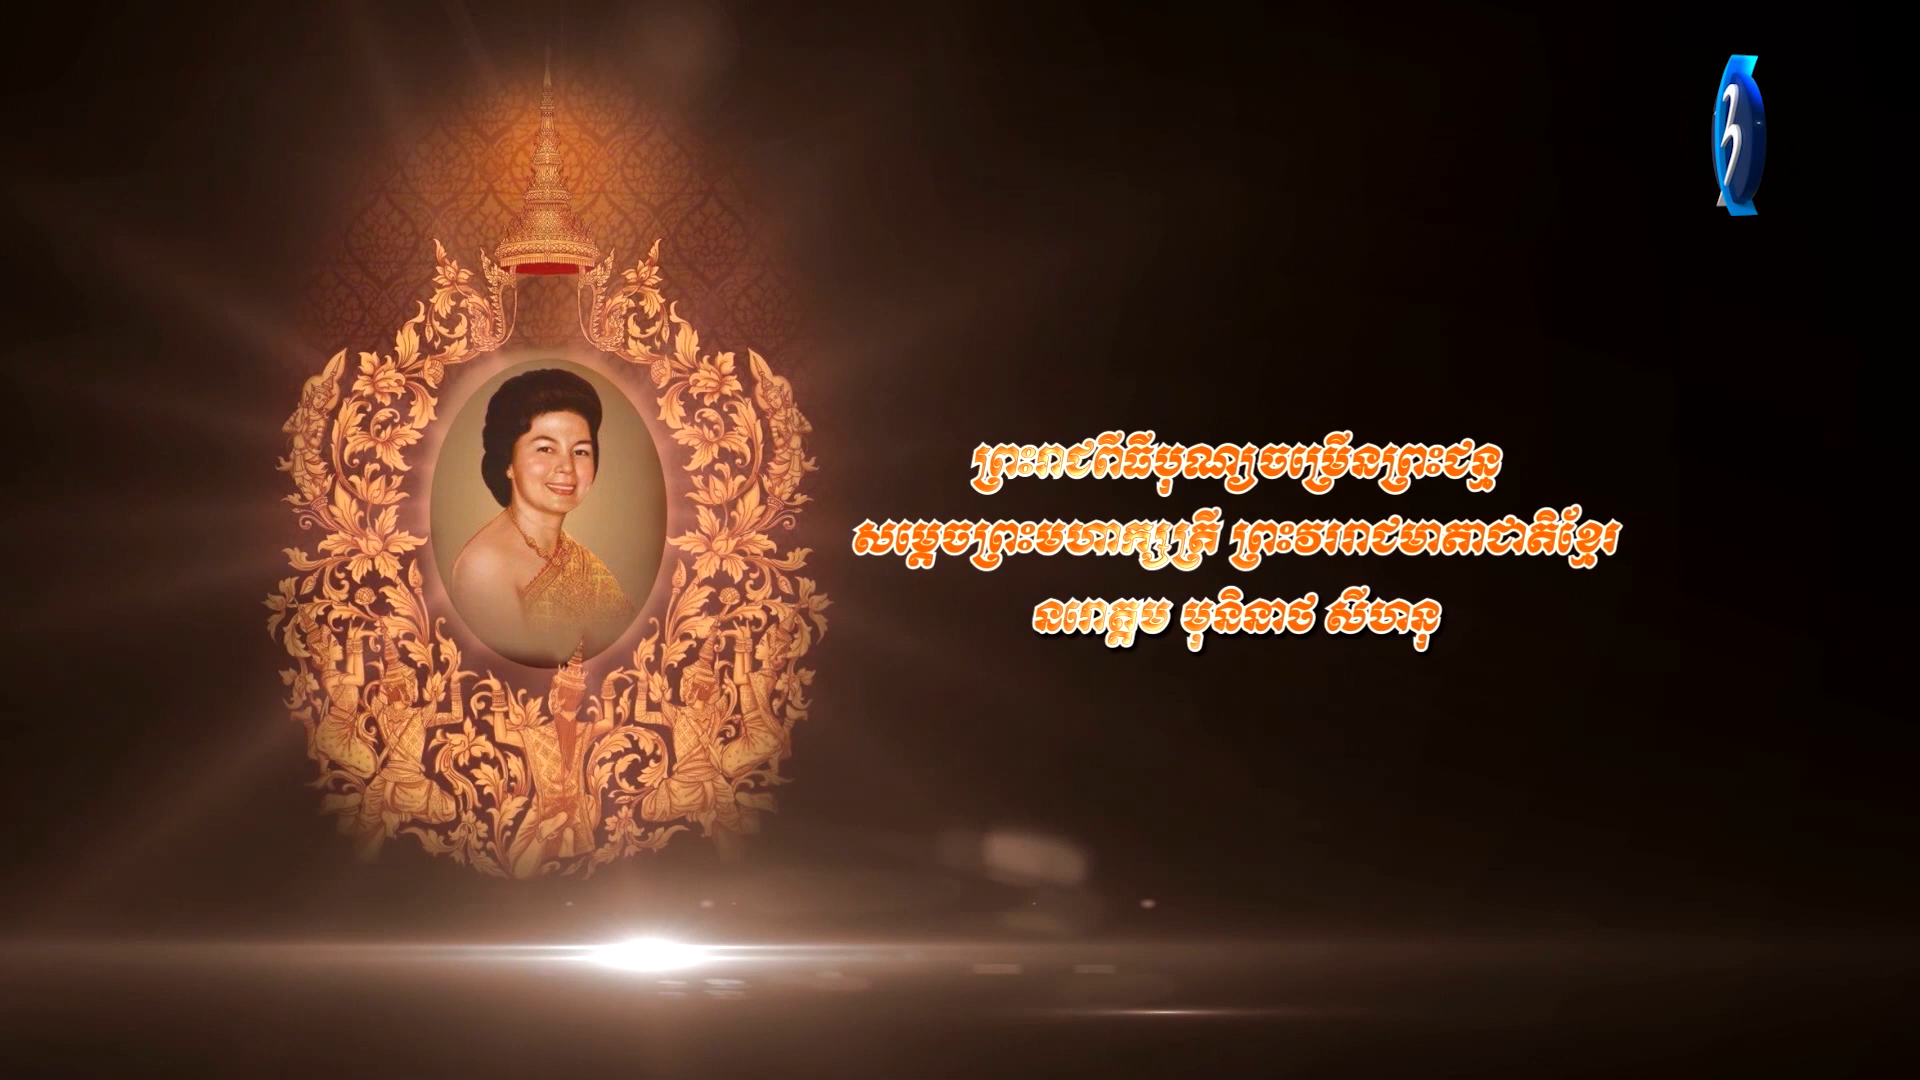 ព្រះរាជពីធីបុណ្យចម្រើនព្រះជន្ម
សម្តេចព្រះមហាក្សត្រី ព្រះវររាជមាតាជាតិខ្មែរ
នរោត្តម មុនិនាថ សីហនុ